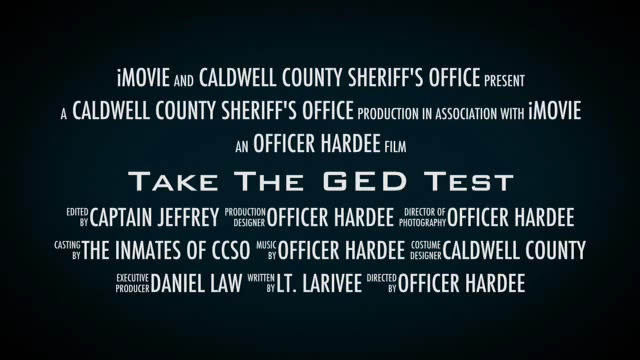 iMOVIE AND CALDWELL COUNTY SHERIFF'S OFFICE PRESENT
A CALDWELL COUNTY SHERIFF'S OFFICE PRODUCTION IN ASSOCIATION WITH iMOVIE
AN OFFICER HARDEE FILM
TAKE THE GED TEST
EDITED BY CAPTAIN JEFFREY PRODUCTION DESIGNER OFFICER HARDEE DIRECTOR OF PHOTOGRAPHY OFFICER HARDEE
CASTING BY THE INMATES OF CCSO MUSIC BY OFFICER HARDEE COSTUME DESIGNER CALDWELL COUNTY
EXECUTIVE PRODUCER DANIEL LAW WRITTEN BY LT. LARIVEE DIRECTED BY OFFICER HARDEE